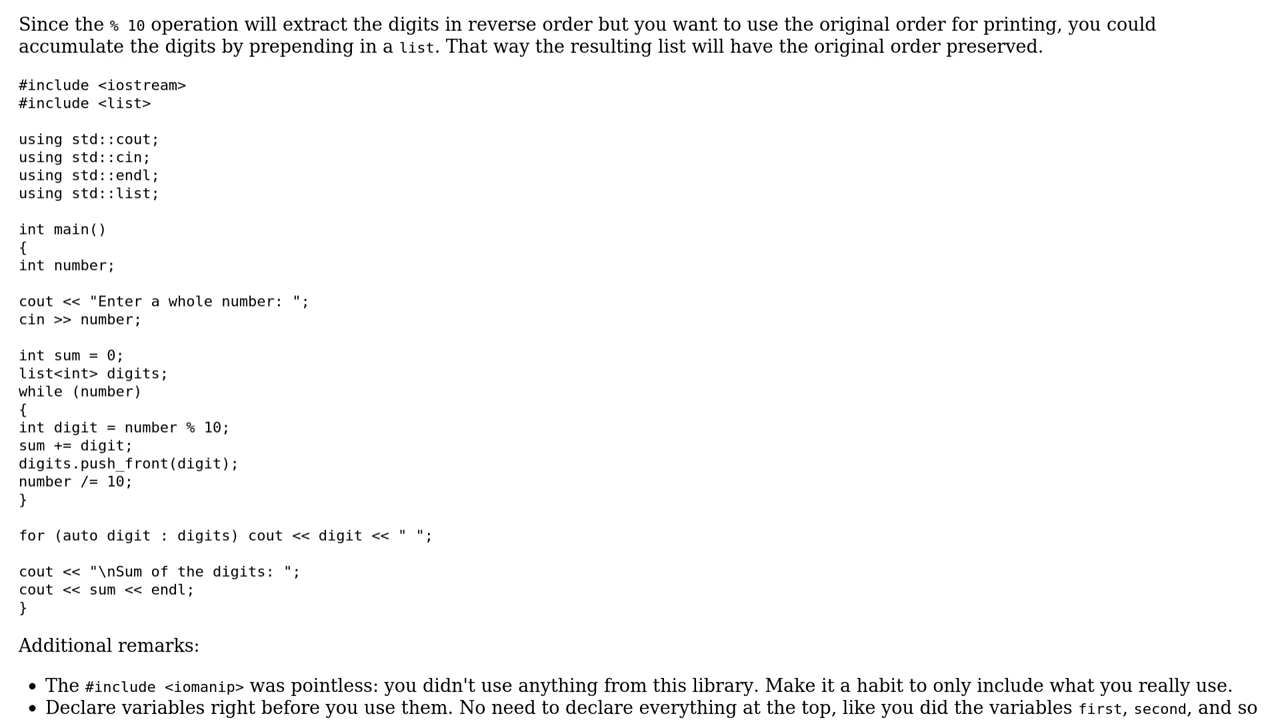 Since the % 10 operation will extract the digits in reverse order but you want to use the original order for printing, you could
accumulate the digits by prepending in a list. That way the resulting list will have the original order preserved.
#include <iostream>
#include <list>
using std::cout;
using std::cin;
using std::endl;
using std::list;
int main()
{
int number;
cout << "Enter a whole number: ";
cin >> number;
int sum = 0;
list<int> digits;
while (number)
{
int digit = number % 10;
sum += digit;
digits.push_front(digit);
number /= 10;
}
for (auto digit : digits) cout << digit << " ";
cout << "\nSum of the digits: ";
cout << sum << endl;
}
Additional remarks:
• The #include <iomanip> was pointless: you didn't use anything from this library. Make it a habit to only include what you really use.
• Declare variables right before you use them. No need to declare everything at the top, like you did the variables first, second, and so